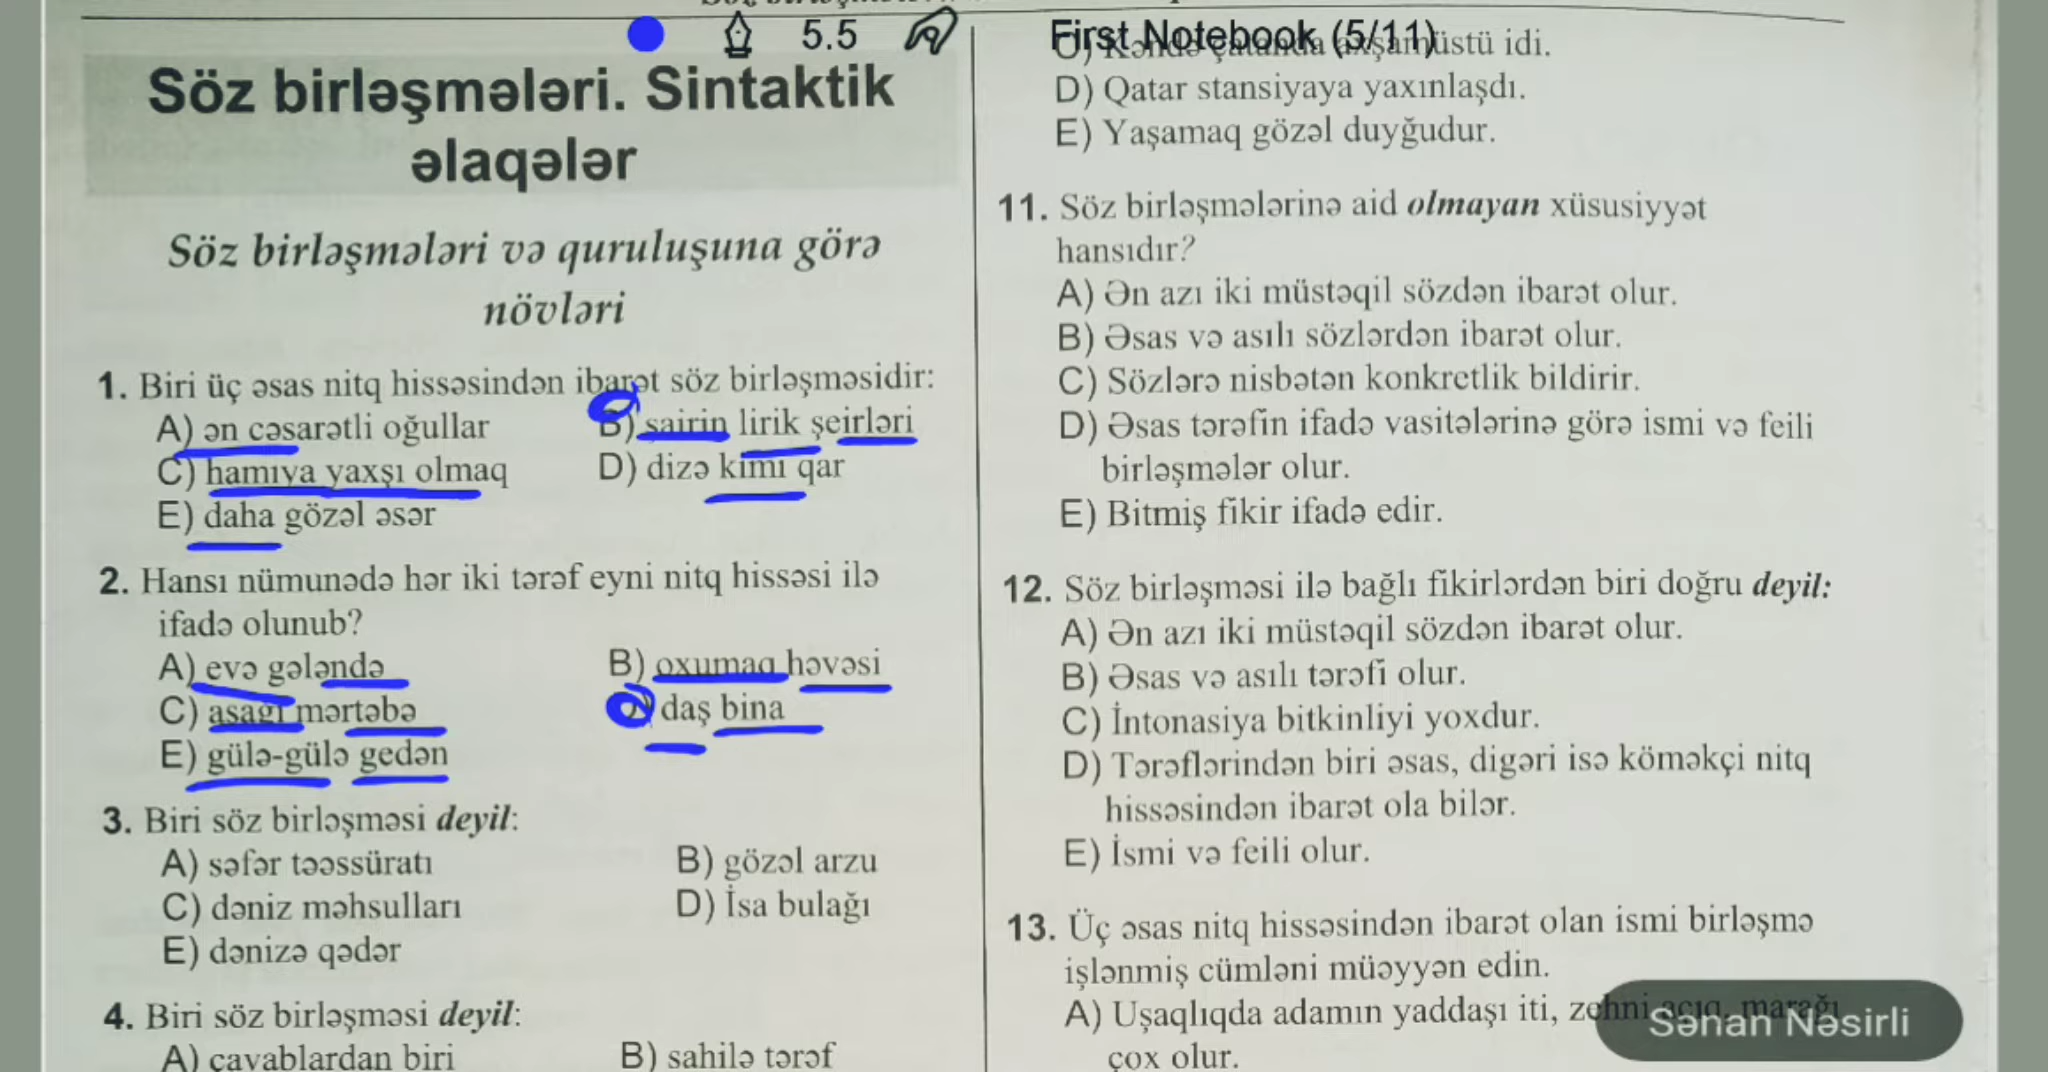 5.5
Söz birləşmələri. Sintaktik
əlaqələr
Söz birləşmələri və quruluşuna görə
növləri
1. Biri üç əsas nitq hissəsindən ibarət söz birləşməsidir:
A) ən cəsarətli oğullar B) şairin lirik şeirləri
C) hamıya yaxşı olmaq D) dizə kimi qar
E) daha gözəl əsər
2. Hansı nümunədə hər iki tərəf eyni nitq hissəsi ilə
ifadə olunub?
A) evə gələndə B) oxumaq həvəsi
C) aşağı mərtəbə D) daş bina
E) gülə-gülə gedən
3. Biri söz birləşməsi deyil:
A) səfər təəssüratı B) gözəl arzu
C) dəniz məhsulları D) İsa bulağı
E) dənizə qədər
4. Biri söz birləşməsi deyil:
A) cavablardan biri B) sahilə tərəf
First Notebook (5/11)
C) Kəndə çatanda axşamüstü idi.
D) Qatar stansiyaya yaxınlaşdı.
E) Yaşamaq gözəl duyğudur.
11. Söz birləşmələrinə aid olmayan xüsusiyyət
hansıdır?
A) Ən azı iki müstəqil sözdən ibarət olur.
B) Əsas və asılı sözlərdən ibarət olur.
C) Sözlərə nisbətən konkretlik bildirir.
D) Əsas tərəfin ifadə vasitələrinə görə ismi və feili
birləşmələr olur.
E) Bitmiş fikir ifadə edir.
12. Söz birləşməsi ilə bağlı fikirlərdən biri doğru deyil:
A) Ən azı iki müstəqil sözdən ibarət olur.
B) Əsas və asılı tərəfi olur.
C) İntonasiya bitkinliyi yoxdur.
D) Tərəflərindən biri əsas, digəri isə köməkçi nitq
hissəsindən ibarət ola bilər.
E) İsmi və feili olur.
13. Üç əsas nitq hissəsindən ibarət olan ismi birləşmə
işlənmiş cümləni müəyyən edin.
A) Uşaqlıqda adamın yaddaşı iti, zehni açıq, marağı
çox olur.
Sənan Nəsirli